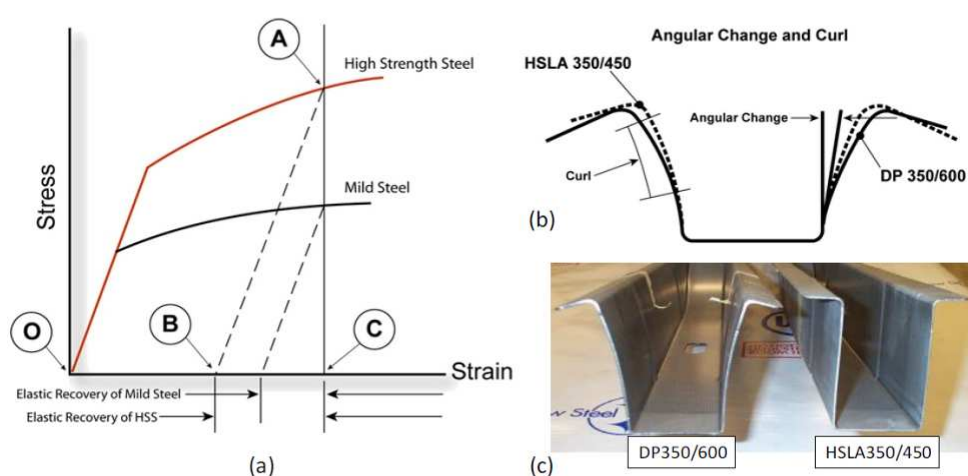 A
High Strength Steel
Mild Steel
Stress
O
B
C
Strain
Elastic Recovery of Mild Steel
Elastic Recovery of HSS
(a)
Angular Change and Curl
HSLA 350/450
Angular Change
Curl
DP 350/600
(b)
w Steel
DP350/600
HSLA350/450
(c)